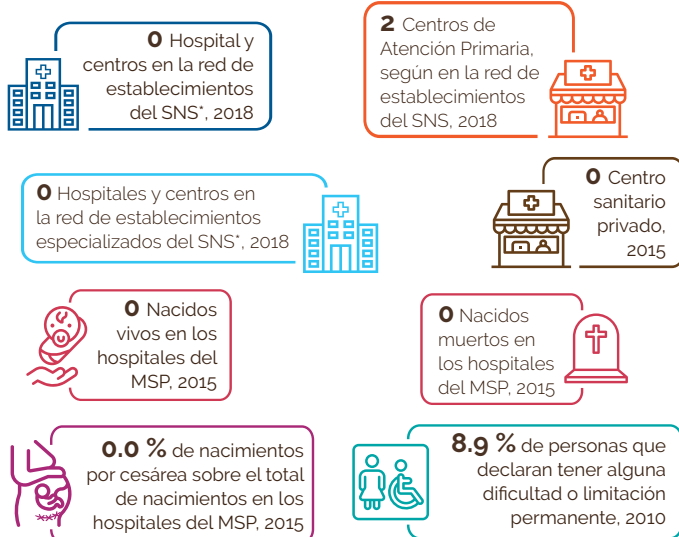 0 Hospital y
centros en la red de
establecimientos
del SNS*, 2018
2 Centros de
Atención Primaria,
según en la red de
establecimientos
del SNS, 2018
0 Hospitales y centros en
la red de establecimientos
especializados del SNS*, 2018
0 Centro
sanitario
privado,
2015
0 Nacidos
vivos en los
hospitales del
MSP, 2015
0 Nacidos
muertos en
los hospitales
del MSP, 2015
0.0 % de nacimientos
por cesárea sobre el total
de nacimientos en los
hospitales del MSP, 2015
8.9 % de personas que
declaran tener alguna
dificultad o limitación
permanente, 2010